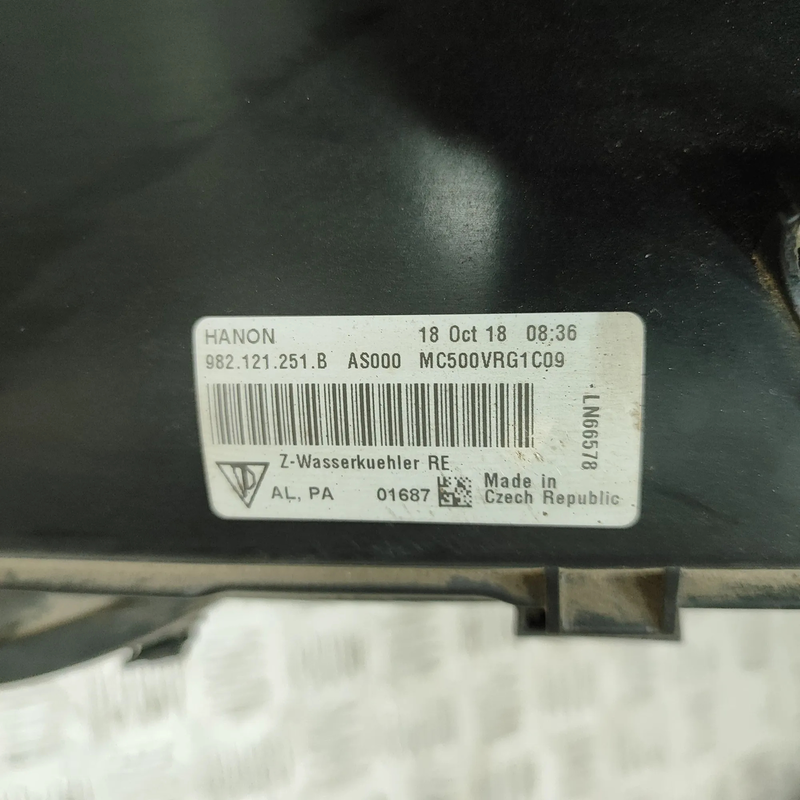 HANON 18 Oct 18 08:36
982.121.251.B AS000 MC500VRG1C09
LN66578
Z-Wasserkuehler RE
AL, PA 01687 Made in
Czech Republic